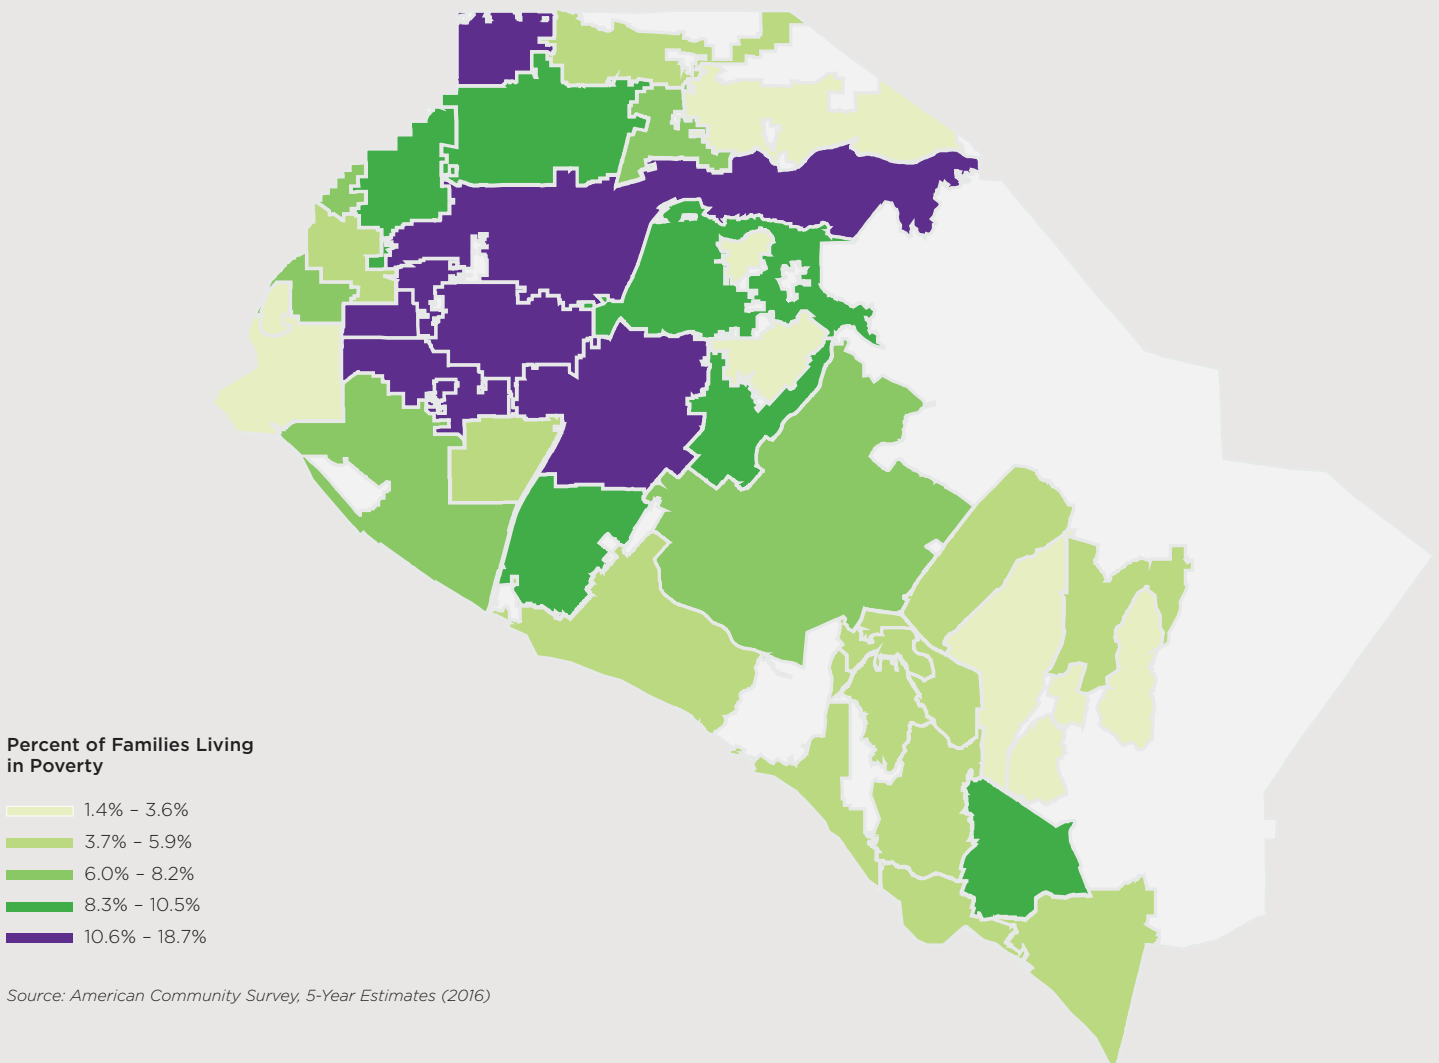 Percent of Families Living
in Poverty
1.4% – 3.6%
3.7% – 5.9%
6.0% – 8.2%
8.3% – 10.5%
10.6% – 18.7%
Source: American Community Survey, 5-Year Estimates (2016)